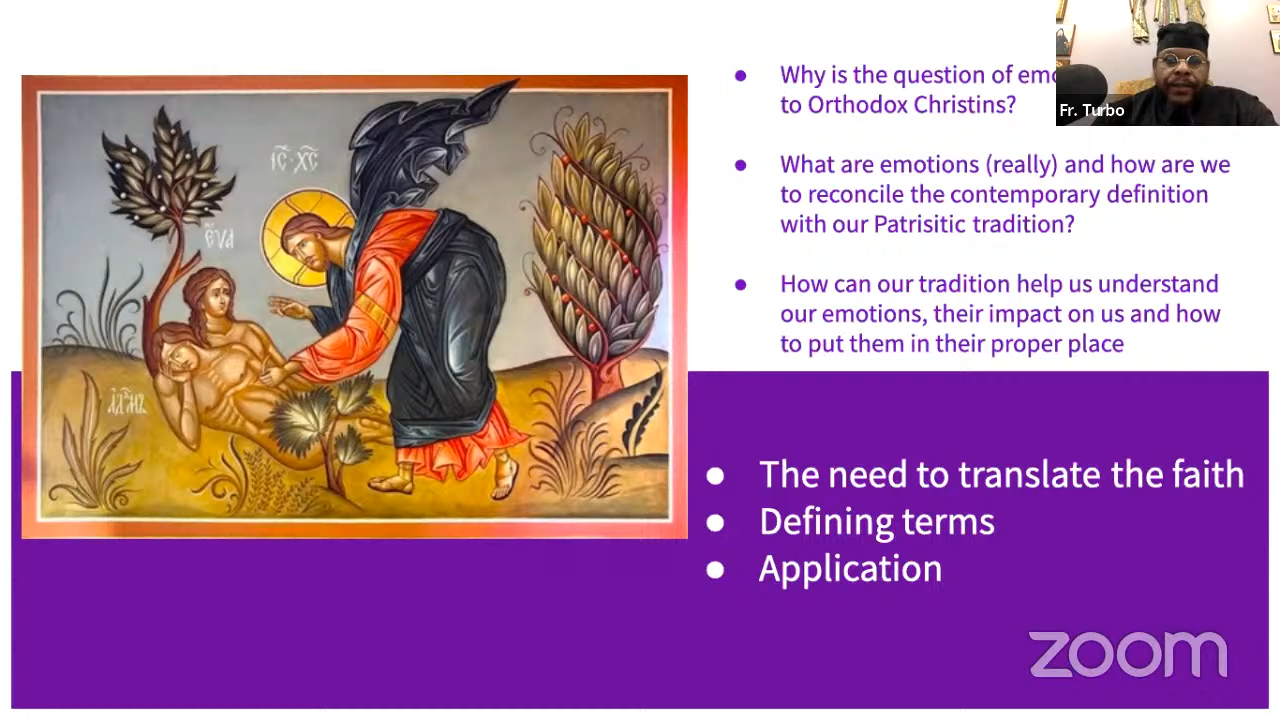 Why is the question of emo
to Orthodox Christins?
Fr. Turbo
What are emotions (really) and how are we
to reconcile the contemporary definition
with our Patrisitic tradition?
How can our tradition help us understand
our emotions, their impact on us and how
to put them in their proper place
The need to translate the faith
Defining terms
Application
zoom
ІС ХС
ЄVA
АДАМЪ